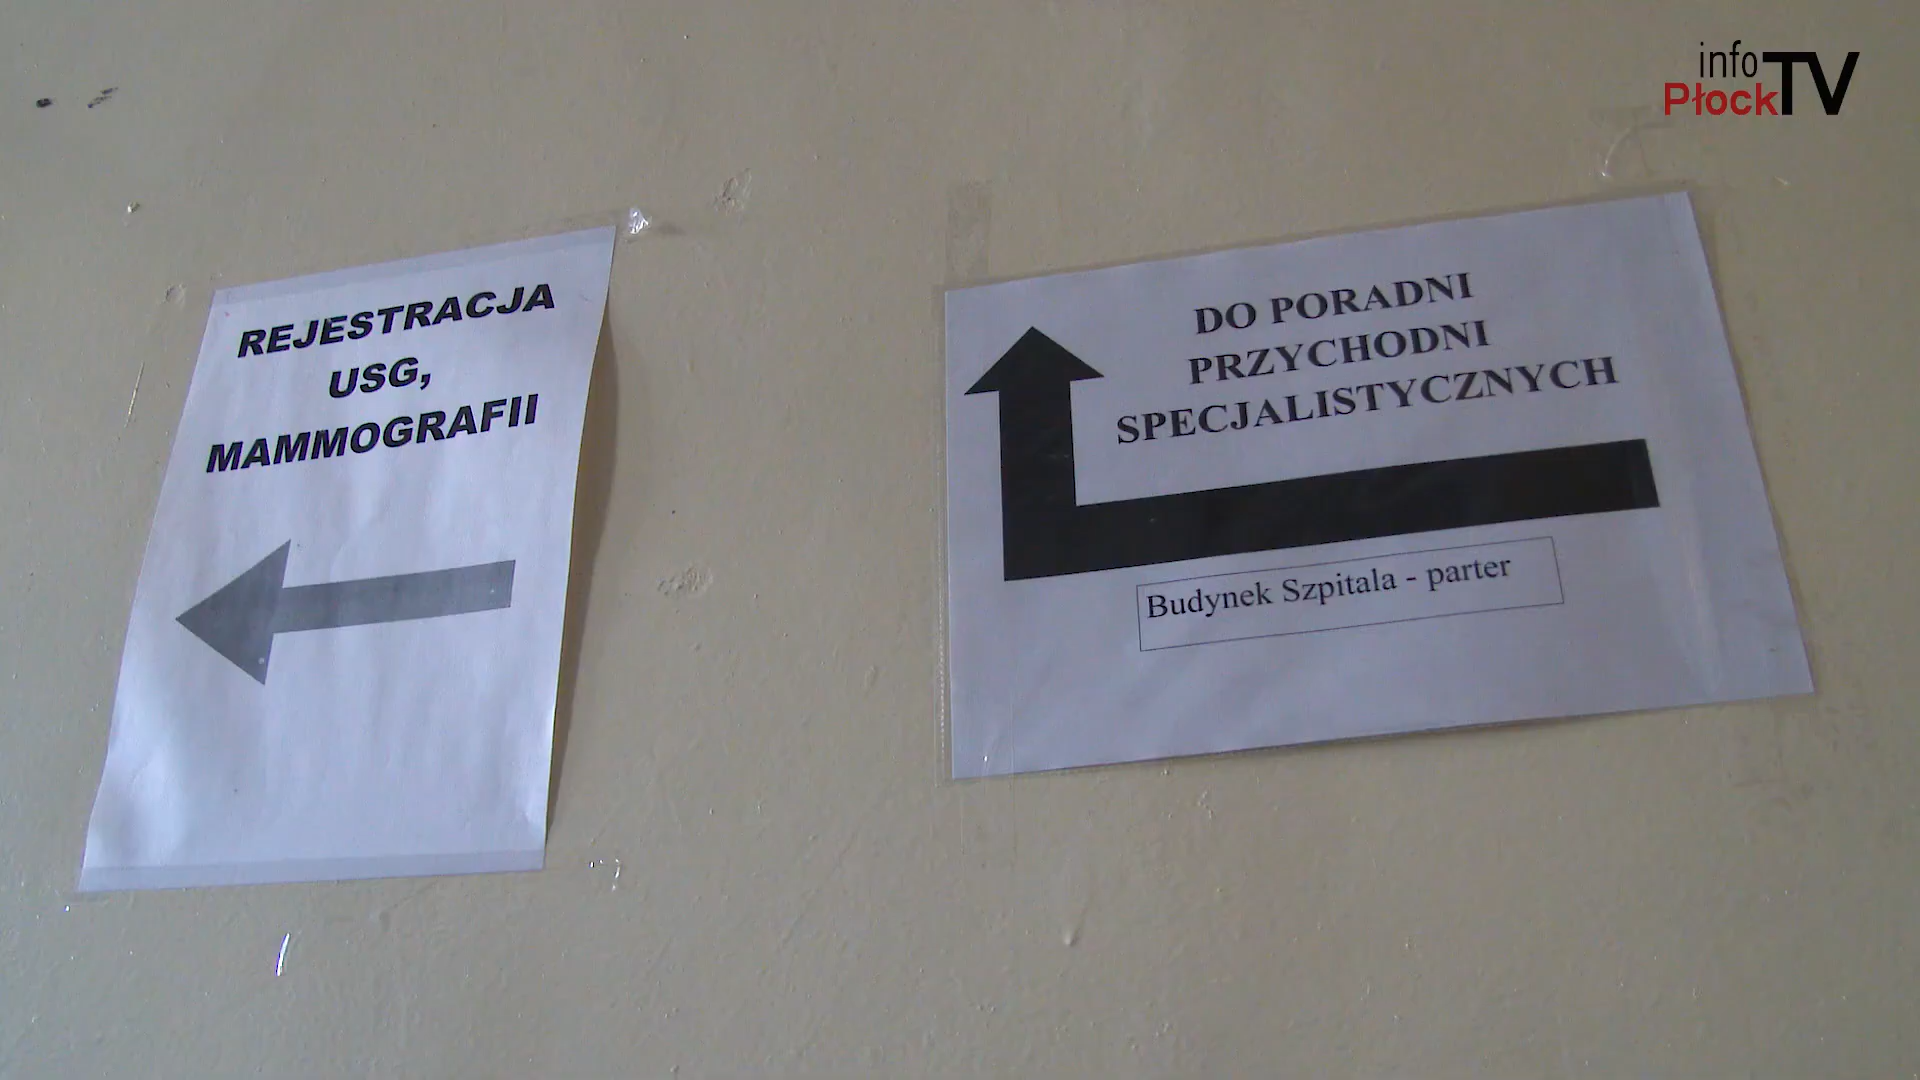 info
PłockTV
REJESTRACJA
USG,
MAMMOGRAFII
DO PORADNI
PRZYCHODNI
SPECJALISTYCZNYCH
Budynek Szpitala - parter